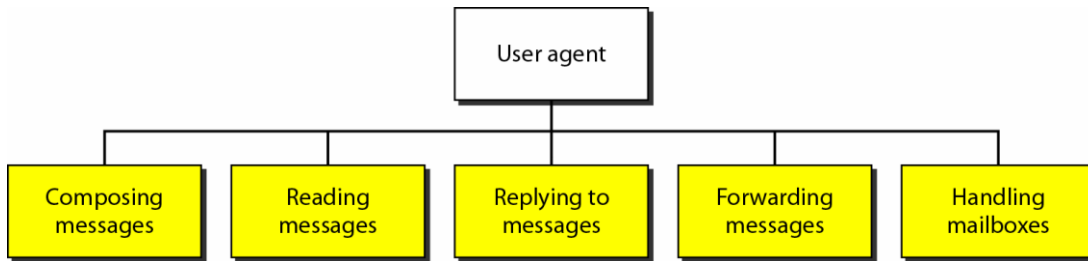 User agent
Composing
messages
Reading
messages
Replying to
messages
Forwarding
messages
Handling
mailboxes